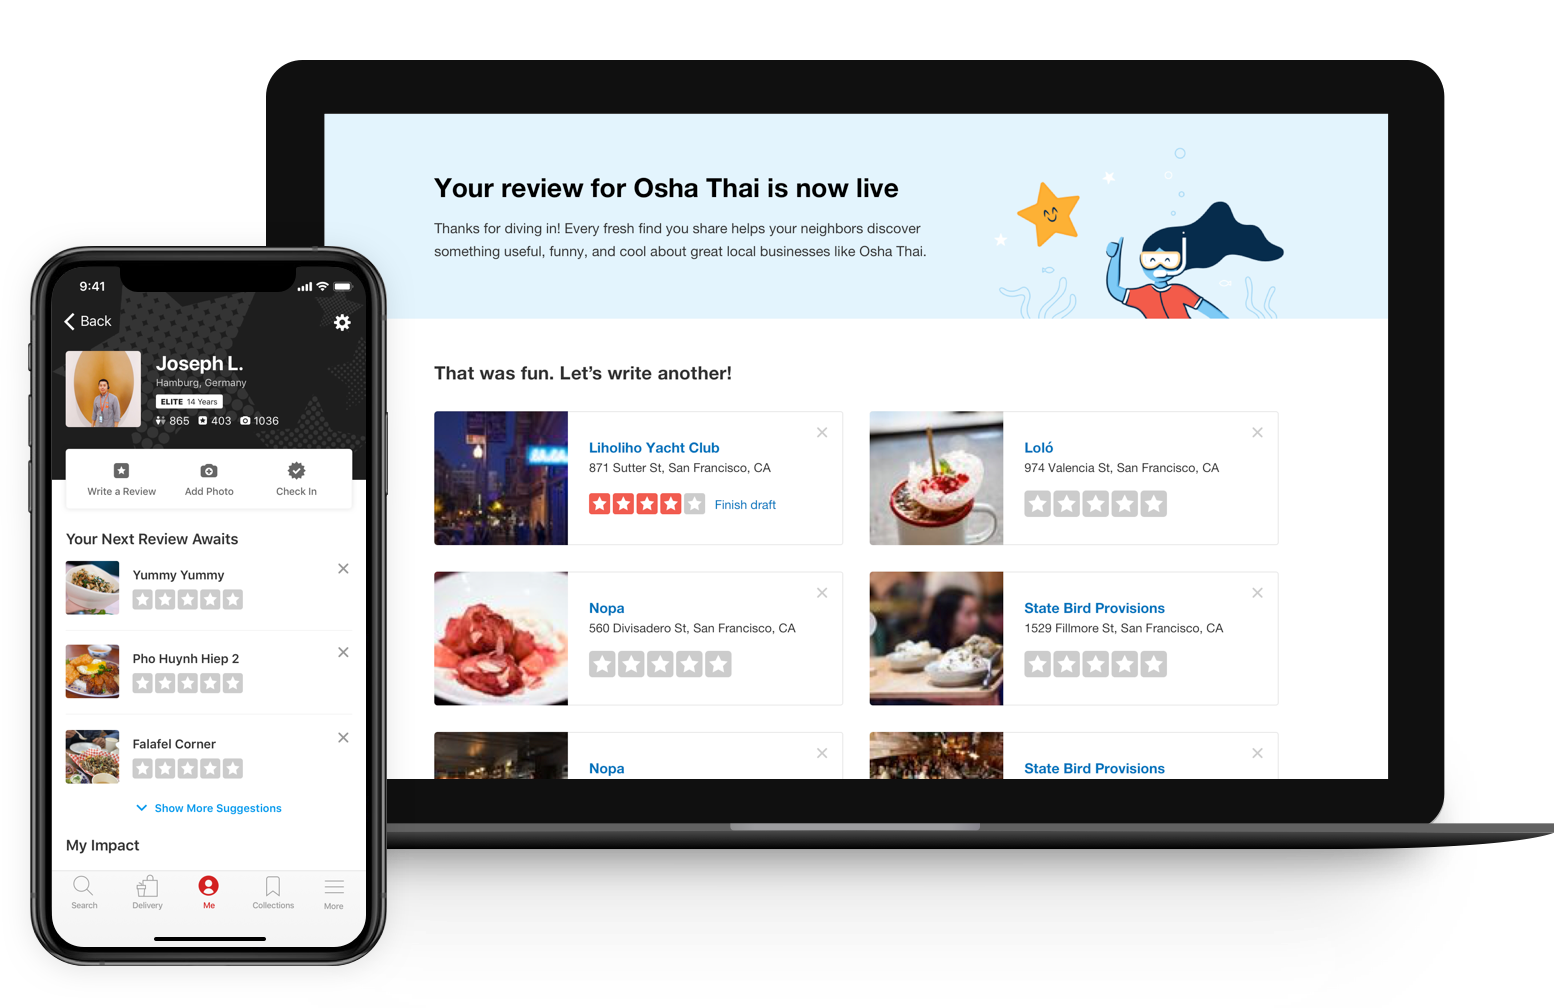 Your review for Osha Thai is now live
Thanks for diving in! Every fresh find you share helps your neighbors discover
something useful, funny, and cool about great local businesses like Osha Thai.
That was fun. Let's write another!
Liholiho Yacht Club
871 Sutter St, San Francisco, CA
Finish draft
Loló
974 Valencia St, San Francisco, CA
Nopa
560 Divisadero St, San Francisco, CA
State Bird Provisions
1529 Fillmore St, San Francisco, CA
Nopa
State Bird Provisions
9:41
Back
Joseph L.
Hamburg, Germany
ELITE 14 Years
865 403 1036
Write a Review Add Photo Check In
Your Next Review Awaits
Yummy Yummy
Pho Huynh Hiep 2
Falafel Corner
Show More Suggestions
My Impact
Search Delivery Me Collections More